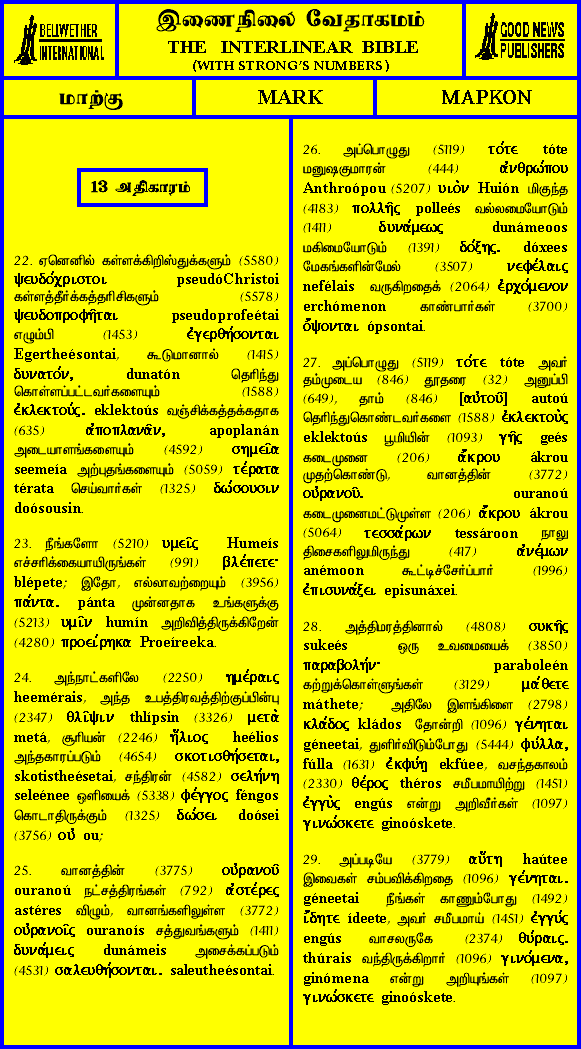 BELLWETHER
INTERNATIONAL
இணைநிலை வேதாகமம்
THE INTERLINEAR BIBLE
(WITH STRONG'S NUMBERS)
GOOD NEWS
PUBLISHERS
மாற்கு
MARK
ΜΑΡΚΟΝ
13 அதிகாரம்
22. ஏனெனில் கள்ளக்கிறிஸ்துக்களும் (5580)
ψευδόχριστοι pseudóChristoi
கள்ளத்தீர்க்கத்தரிசிகளும் (5578)
ψευδοπροφῆται pseudoprofeétai
எழும்பி (1453) ἐγερθήσονται
Egertheésontai, கூடுமானால் (1415)
δυνατόν, dunatón தெரிந்து
கொள்ளப்பட்டவர்களையும் (1588)
ἐκλεκτούς. eklektoús வஞ்சிக்கத்தக்கதாக
(635) ἀποπλανᾶν, apoplanán
அடையாளங்களையும் (4592) σημεῖα
seemeía அற்புதங்களையும் (5059) τέρατα
térata செய்வார்கள் (1325) δώσουσιν
doósousin.
23. நீங்களோ (5210) υμεῖς Humeís
எச்சரிக்கையாயிருங்கள் (991) βλέπετε·
blépete; இதோ, எல்லாவற்றையும் (3956)
πάντα. pánta முன்னதாக உங்களுக்கு
(5213) υμῖν humín அறிவித்திருக்கிறேன்
(4280) προείρηκα Proeíreeka.
24. அந்நாட்களிலே (2250) ημέραις
heemérais, அந்த உபத்திரவத்திற்குப்பின்பு
(2347) θλῖψιν thlípsin (3326) μετὰ
metá, சூரியன் (2246) ἥλιος heélios
அந்தகாரப்படும் (4654) σκοτισθήσεται,
skotistheésetai, சந்திரன் (4582) σελήνη
seleénee ஒளியைக் (5338) φέγγος féngos
கொடாதிருக்கும் (1325) δώσει doósei
(3756) οὐ ou;
25. வானத்தின் (3775) οὐρανοῦ
ouranoú நட்சத்திரங்கள் (792) ἀστέρες
astéres விழும், வானங்களிலுள்ள (3772)
οὐρανοῖς ouranoís சத்துவங்களும் (1411)
δυνάμεις dunámeis அசைக்கப்படும்
(4531) σαλευθήσονται. saleutheésontai.
26. அப்பொழுது (5119) τότε tóte
மனுஷகுமாரன் (444) ἀνθρώπου
Anthroópou (5207) υιὸν Huión மிகுந்த
(4183) πολλῆς polleés வல்லமையோடும்
(1411) δυνάμεως dunámeoos
மகிமையோடும் (1391) δόξης. dóxees
மேகங்களின்மேல் (3507) νεφέλαις
nefélais வருகிறதைக் (2064) ἐρχόμενον
erchómenon காண்பார்கள் (3700)
ὄψονται ópsontai.
27. அப்பொழுது (5119) τότε tóte அவர்
தம்முடைய (846) தூதரை (32) அனுப்பி
(649), தாம் (846) [αὐτοῦ] autoú
தெரிந்துகொண்டவர்களை (1588) ἐκλεκτοὺς
eklektoús பூமியின் (1093) γῆς geés
கடைமுனை (206) ἄκρου ákrou
முதற்கொண்டு, வானத்தின் (3772)
οὐρανοῦ. ouranoú
கடைமுனைமட்டுமுள்ள (206) ἄκρου ákrou
(5064) τεσσάρων tessároon நாலு
திசைகளிலுமிருந்து (417) ἀνέμων
anémoon கூட்டிச்சேர்ப்பார் (1996)
ἐπισυνάξει episunáxei.
28. அத்திமரத்தினால் (4808) συκῆς
sukeés ஒரு உவமையைக் (3850)
παραβολήν· paraboleén
கற்றுக்கொள்ளுங்கள் (3129) μάθετε
máthete; அதிலே இளங்கிளை (2798)
κλάδος kládos தோன்றி (1096) γένηται
géneetai, துளிர்விடும்போது (5444) φύλλα,
fúlla (1631) ἐκφύῃ ekfúee, வசந்தகாலம்
(2330) θέρος théros சமீபமாயிற்று (1451)
ἐγγὺς engús என்று அறிவீர்கள் (1097)
γινώσκετε ginoóskete.
29. அப்படியே (3779) αὕτη haútee
இவைகள் சம்பவிக்கிறதை (1096) γένηται.
géneetai நீங்கள் காணும்போது (1492)
ἴδητε ídeete, அவர் சமீபமாய் (1451) ἐγγύς
engús வாசலருகே (2374) θύραις.
thúrais வந்திருக்கிறார் (1096) γινόμενα,
ginómena என்று அறியுங்கள் (1097)
γινώσκετε ginoóskete.